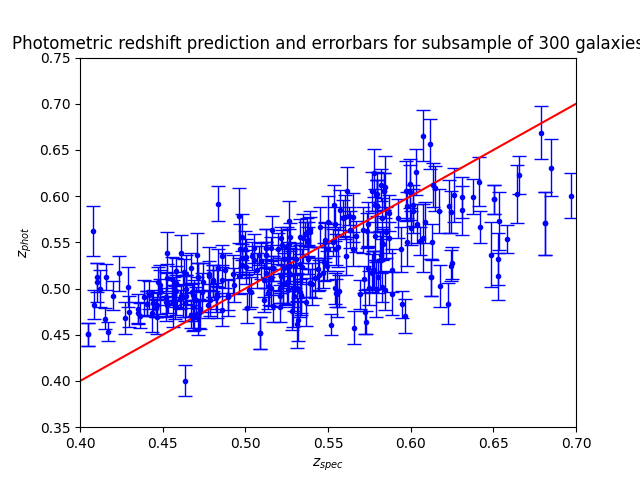 Photometric redshift prediction and errorbars for subsample of 300 galaxies
0.75
0.70
0.65
0.60
0.55
0.50
0.45
0.40
0.35
z_phot
0.40 0.45 0.50 0.55 0.60 0.65 0.70
z_spec